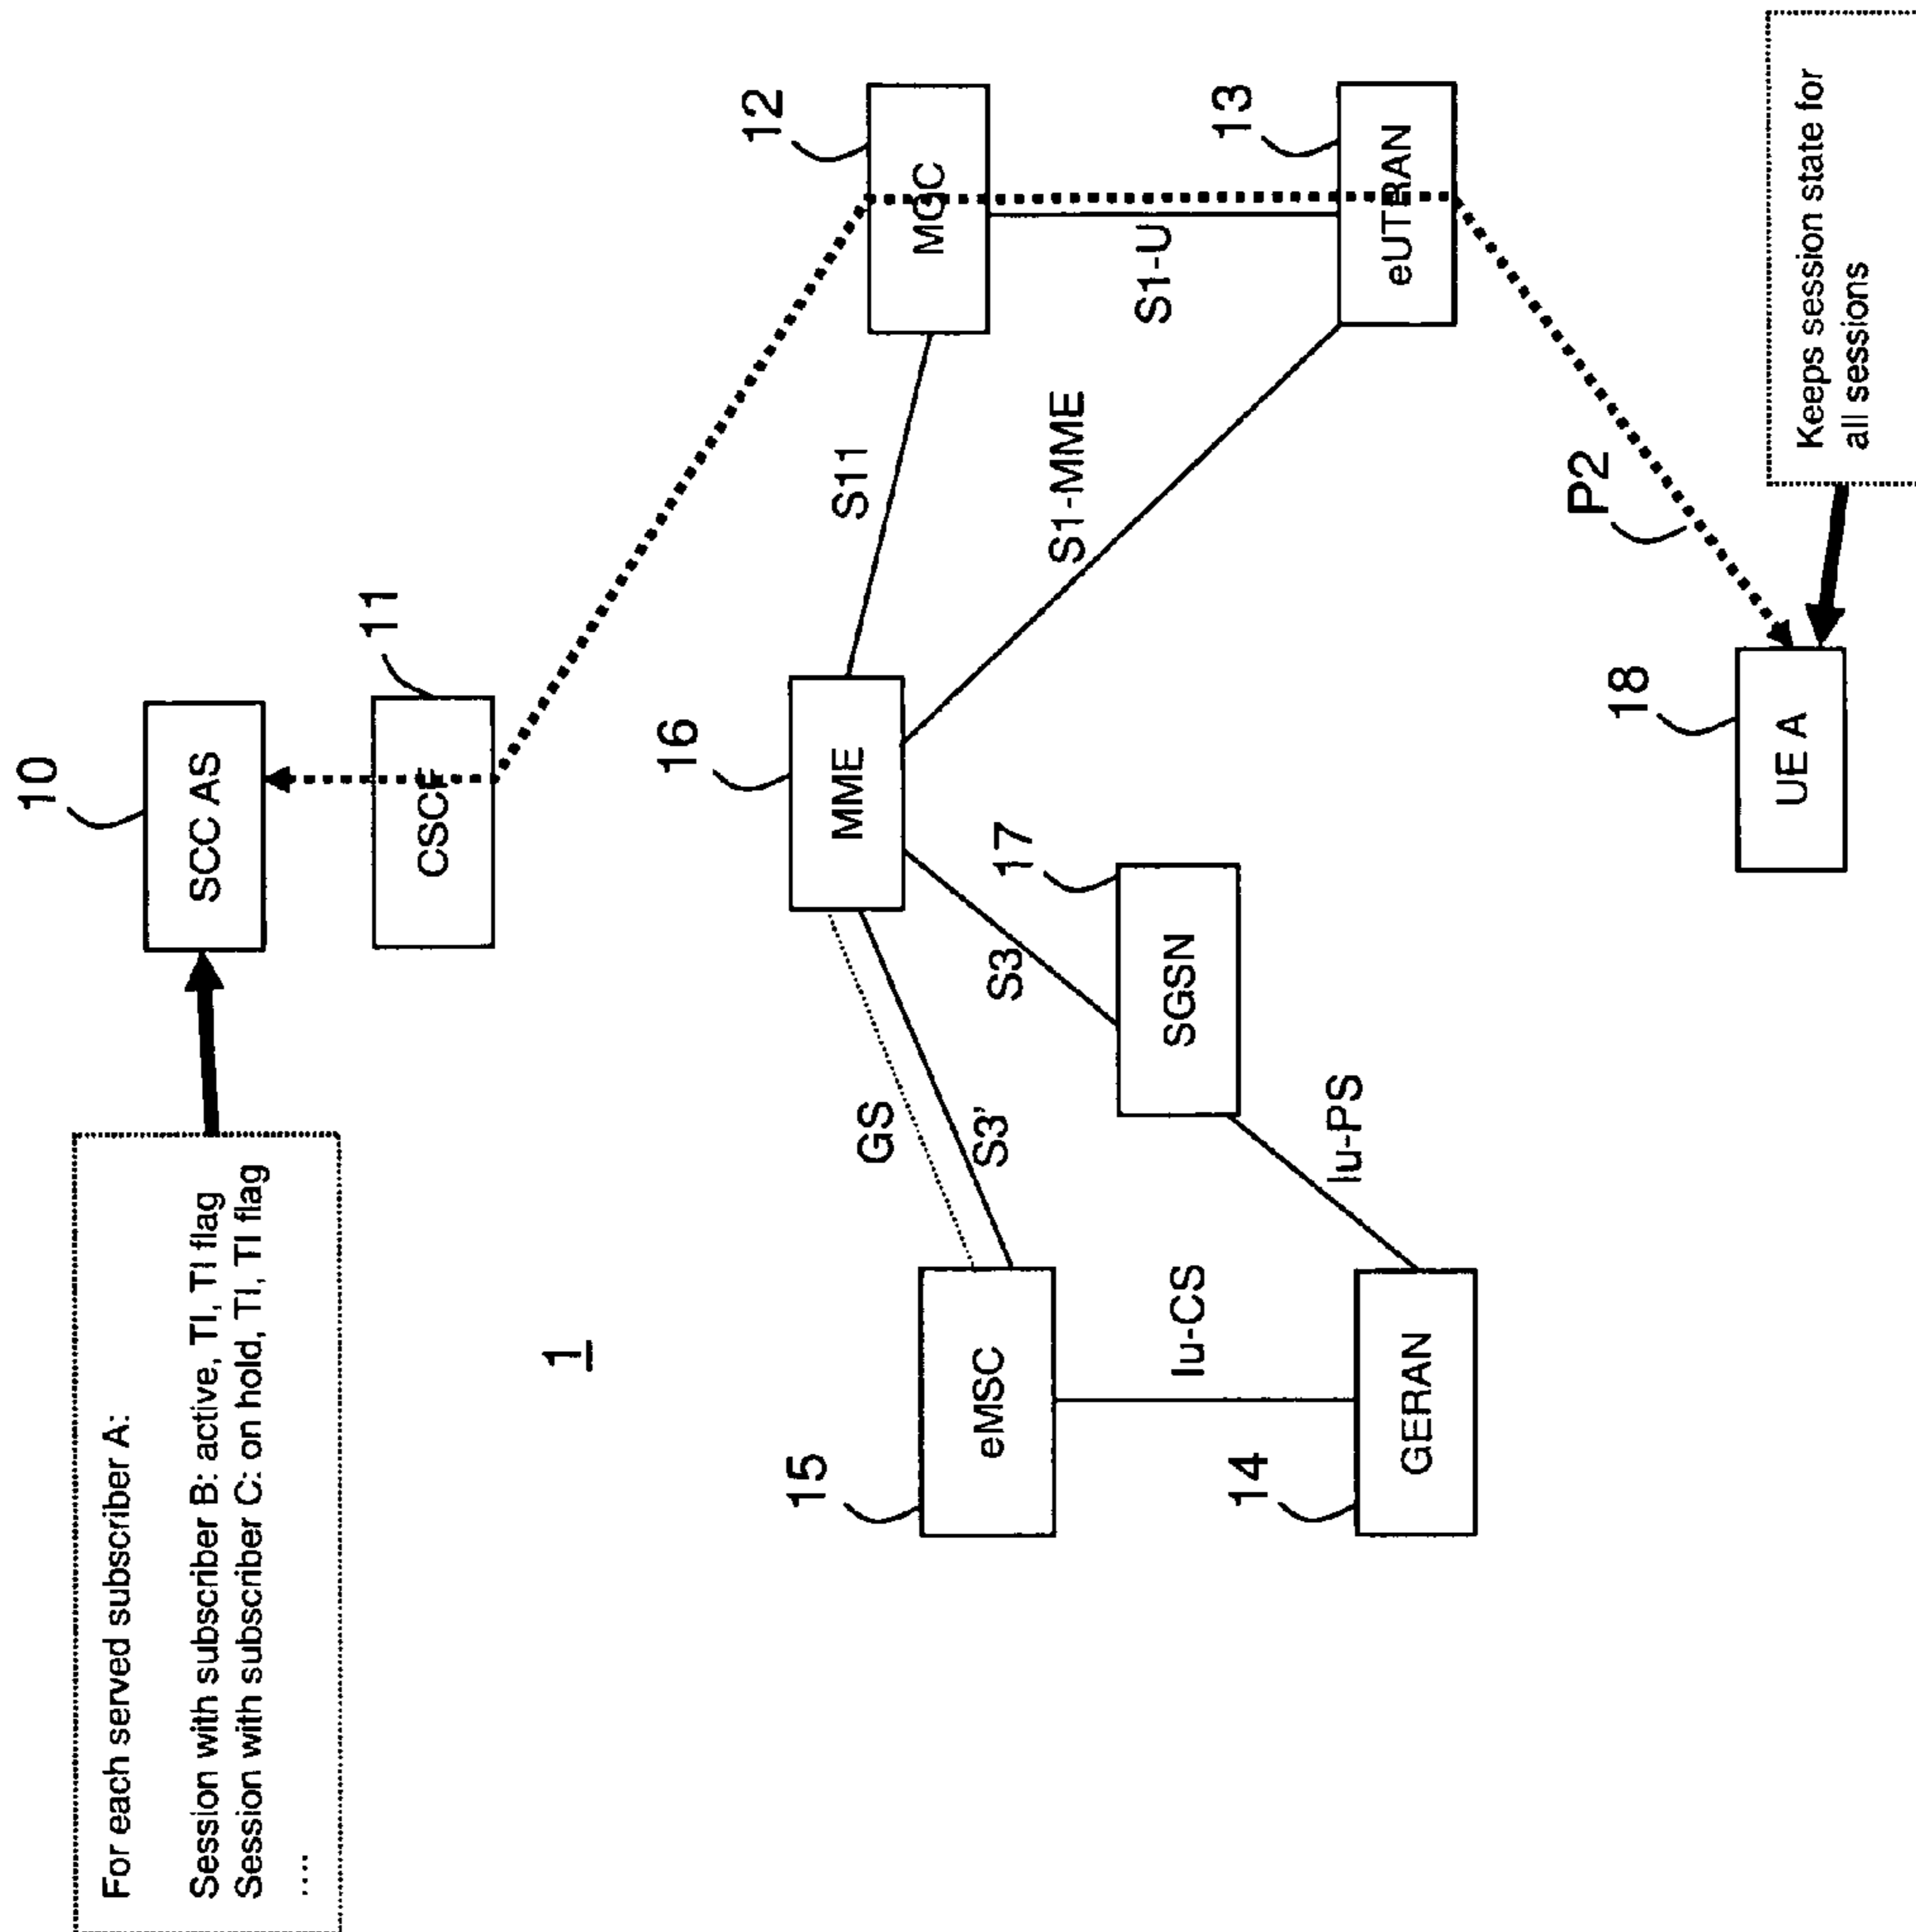 For each served subscriber A:
Session with subscriber B: active, TI, TI flag
Session with subscriber C: on hold, TI, TI flag
....
10
SCC AS
11
CSCF
1
12
MGC
16
MME
S11
GS
S3'
S3
17
SGSN
S1-MME
S1-U
15
eMSC
Iu-CS
Iu-PS
14
GERAN
13
eUTRAN
P2
18
UE A
Keeps session state for
all sessions